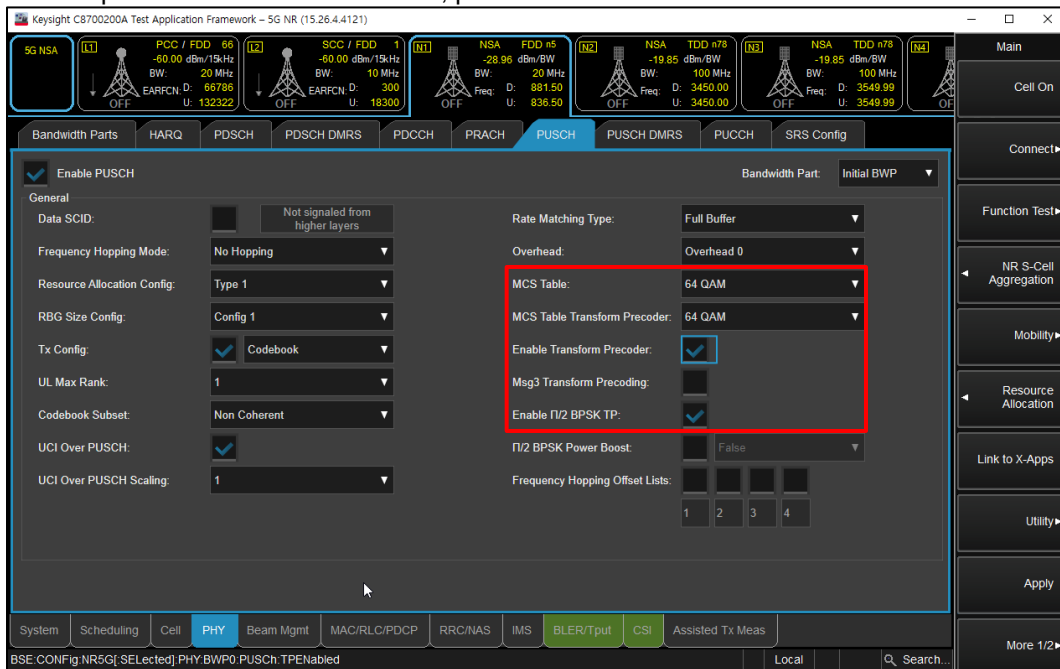 Keysight C8700200A Test Application Framework – 5G NR (15.26.4.4121)
5G NSA
L1 PCC / FDD 66
-60.00 dBm/15kHz
BW: 20 MHz
EARFCN: D: 66786
U: 132322
OFF
L2 SCC / FDD 1
-60.00 dBm/15kHz
BW: 10 MHz
EARFCN: D: 300
U: 18300
OFF
N1 NSA FDD n5
-28.96 dBm/BW
BW: 20 MHz
Freq: D: 881.50
U: 836.50
OFF
N2 NSA TDD n78
-19.85 dBm/BW
BW: 100 MHz
Freq: D: 3450.00
U: 3450.00
OFF
N3 NSA TDD n78
-19.85 dBm/BW
BW: 100 MHz
Freq: D: 3549.99
U: 3549.99
OFF
N4
Bandwidth Parts HARQ PDSCH PDSCH DMRS PDCCH PRACH PUSCH PUSCH DMRS PUCCH SRS Config
Enable PUSCH
Bandwidth Part: Initial BWP
General
Data SCID: Not signaled from
higher layers
Frequency Hopping Mode: No Hopping
Resource Allocation Config: Type 1
RBG Size Config: Config 1
Tx Config: Codebook
UL Max Rank: 1
Codebook Subset: Non Coherent
UCI Over PUSCH:
UCI Over PUSCH Scaling: 1
Rate Matching Type: Full Buffer
Overhead: Overhead 0
MCS Table: 64 QAM
MCS Table Transform Precoder: 64 QAM
Enable Transform Precoder:
Msg3 Transform Precoding:
Enable Π/2 BPSK TP:
Π/2 BPSK Power Boost: False
Frequency Hopping Offset Lists:
1 2 3 4
Main
Cell On
Connect
Function Test
NR S-Cell
Aggregation
Mobility
Resource
Allocation
Link to X-Apps
Utility
Apply
More 1/2
System Scheduling Cell PHY Beam Mgmt MAC/RLC/PDCP RRC/NAS IMS BLER/Tput CSI Assisted Tx Meas
BSE:CONFig:NR5G[:SELected]:PHY:BWP0:PUSCh:TPENabled
Local
Search...